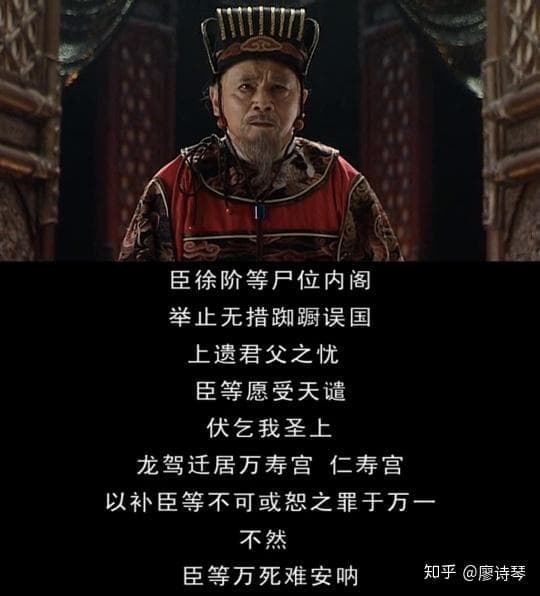 臣徐阶等尸位内阁
举止无措踟蹰误国
上遗君父之忧
臣等愿受天谴
伏乞我圣上
龙驾迁居万寿宫 仁寿宫
以补臣等不可或恕之罪于万一
不然
臣等万死难安呐
知乎 @廖诗琴